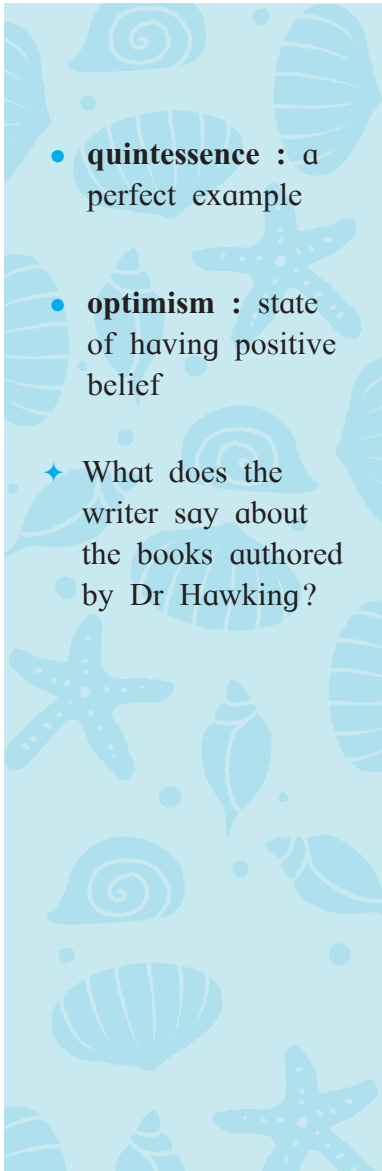 • quintessence : a
perfect example
• optimism : state
of having positive
belief
✦ What does the
writer say about
the books authored
by Dr Hawking?